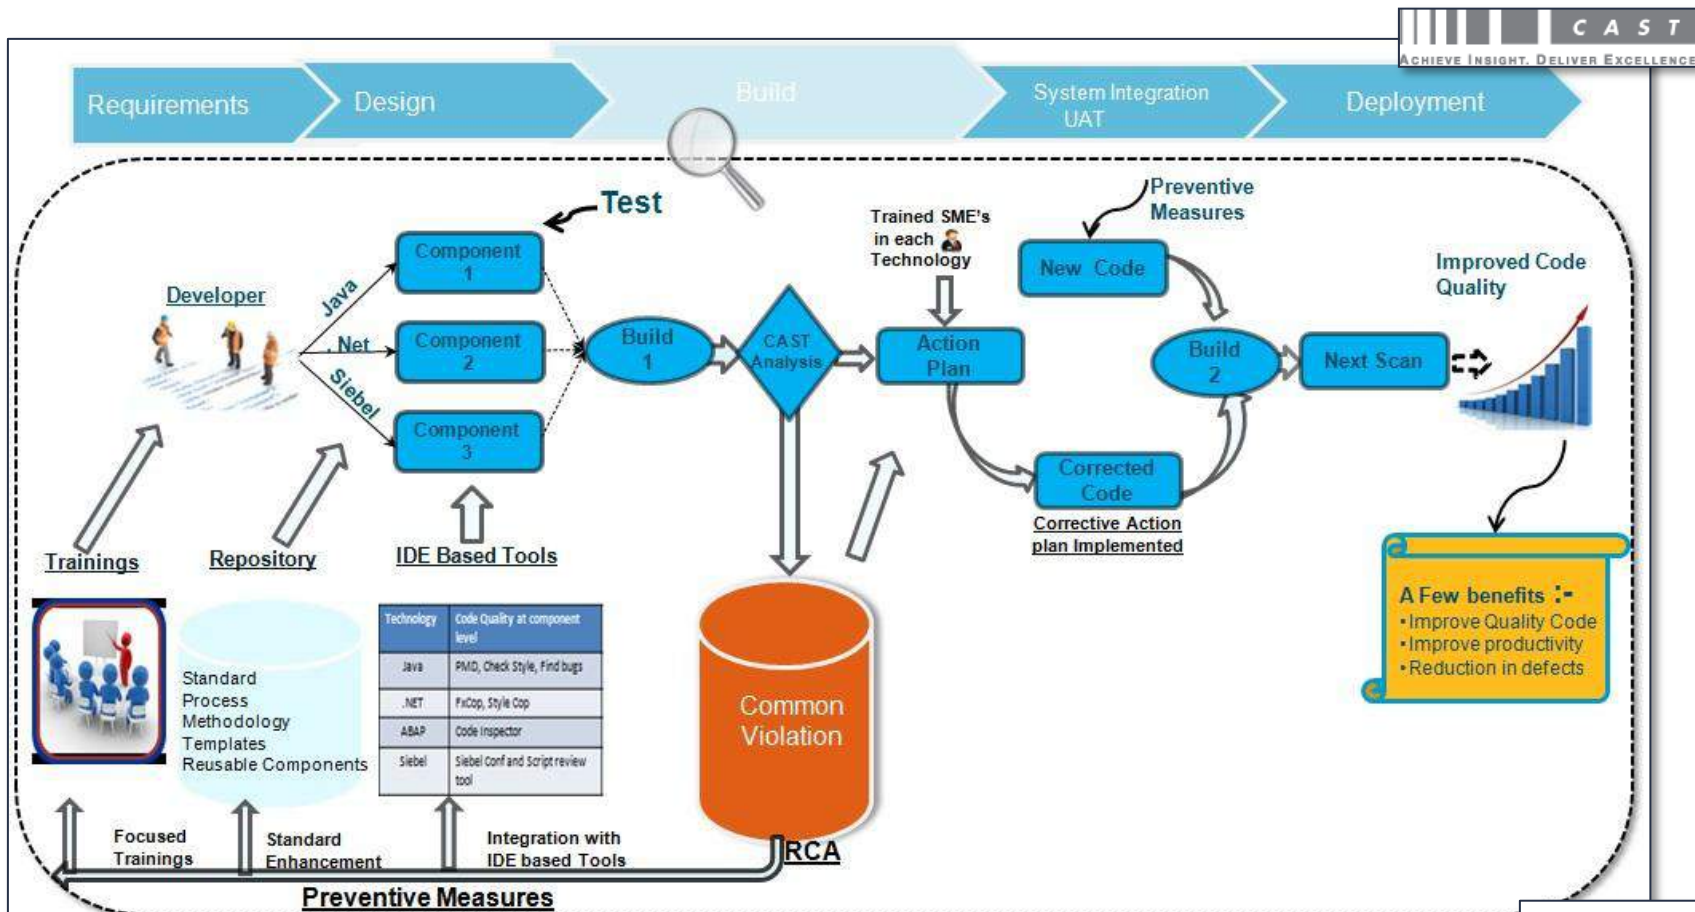 C A S T
ACHIEVE INSIGHT. DELIVER EXCELLENCE
Requirements
Design
Build
System Integration
UAT
Deployment
Test
Preventive
Measures
Trained SME's
in each
Technology
Component
1
New Code
Improved Code
Quality
Developer
Java
. Net
Siebel
Component
2
Build
1
CAST
Analysis
Action
Plan
Build
2
Next Scan
Component
3
Corrected
Code
Corrective Action
plan Implemented
Trainings
Repository
IDE Based Tools
A Few benefits :-
•Improve Quality Code
•Improve productivity
•Reduction in defects
Standard
Process
Methodology
Templates
Reusable Components
Technology
Code Quality at component
level
Java
PMD, Check Style, Find bugs
.NET
FxCop, Style Cop
ABAP
Code Inspector
Siebel
Siebel Conf and Script review
tool
Common
Violation
Focused
Trainings
Standard
Enhancement
Integration with
IDE based Tools
RCA
Preventive Measures